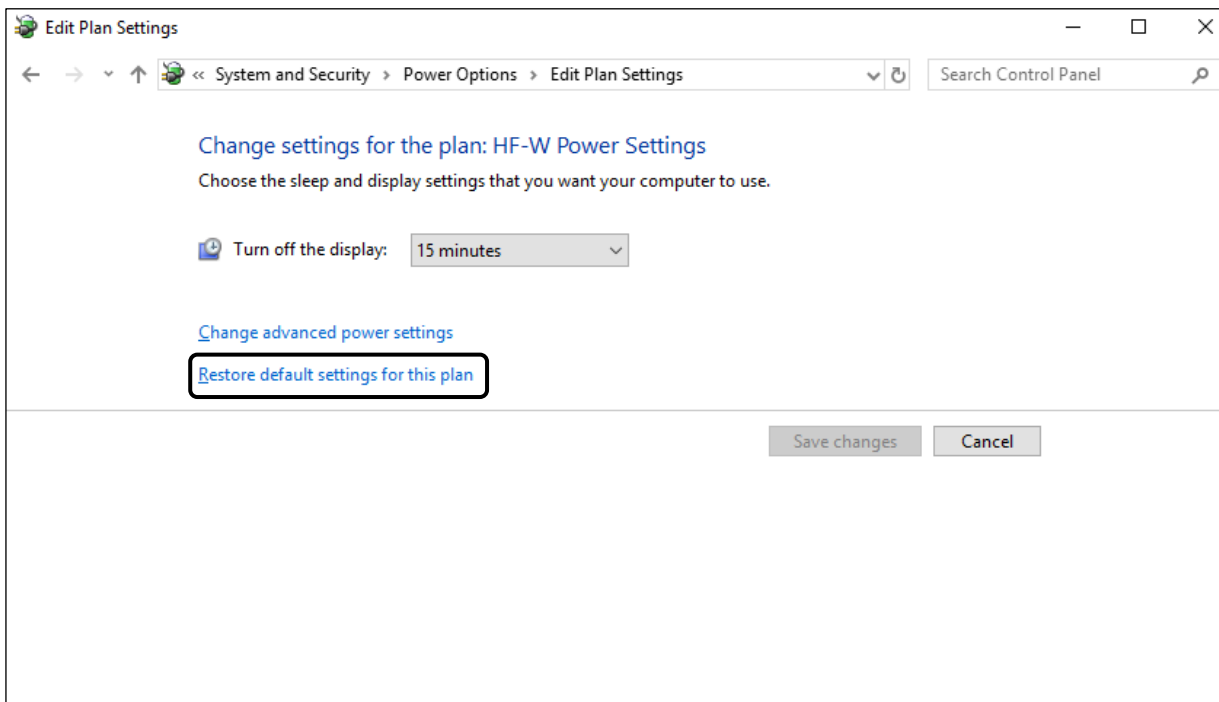 Edit Plan Settings
« System and Security › Power Options › Edit Plan Settings
Search Control Panel
Change settings for the plan: HF-W Power Settings
Choose the sleep and display settings that you want your computer to use.
Turn off the display: 15 minutes
Change advanced power settings
Restore default settings for this plan
Save changes Cancel